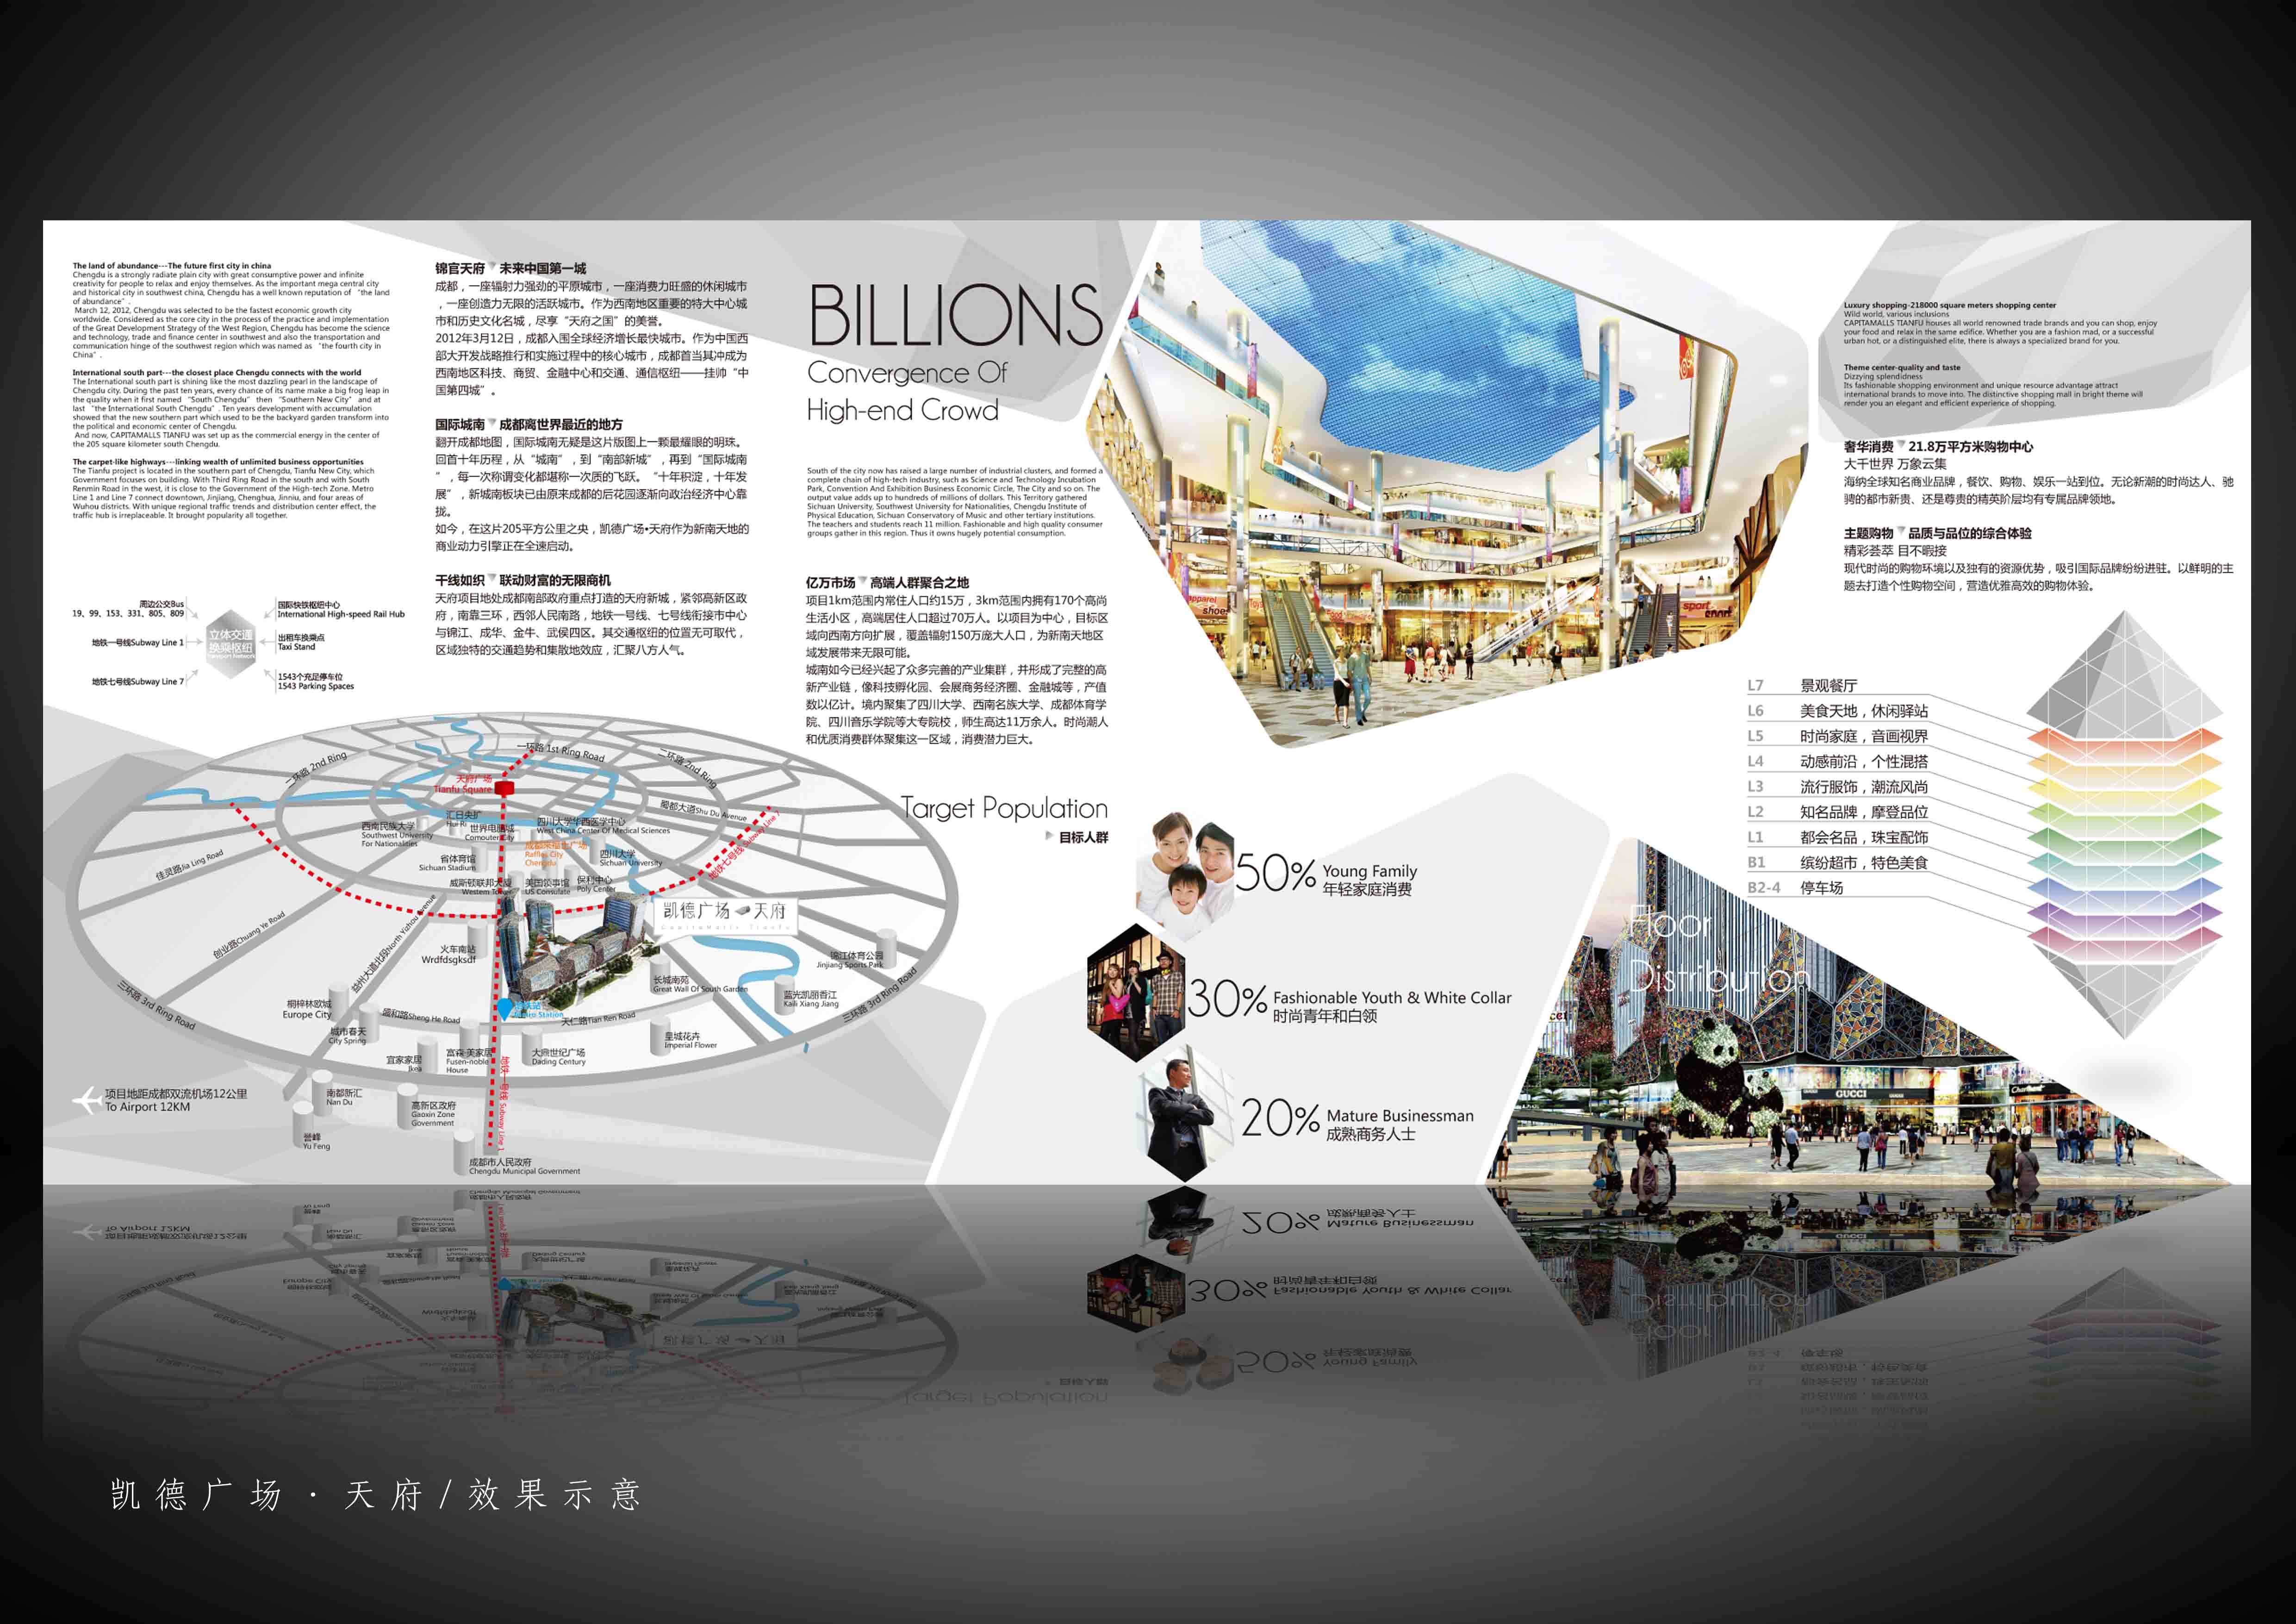 The land of abundance---The future first city in china
Chengdu is a strongly radiate plain city with great consumptive power and infinite
creativity for people to relax and enjoy themselves. As the important mega central city
and historical city in southwest china, Chengdu has a well known reputation of “the land
of abundance”.
March 12, 2012, Chengdu was selected to be the fastest economic growth city
worldwide. Considered as the core city in the process of the practice and implementation
of the Great Development Strategy of the West Region, Chengdu has become the science
and technology, trade and finance center in southwest and also the transportation and
communication hinge of the southwest region which was named as “the fourth city in
China”.
International south part---the closest place Chengdu connects with the world
The International south part is shining like the most dazzling pearl in the landscape of
Chengdu city. During the past ten years, every chance of its name make a big frog leap in
the quality when it first named “South Chengdu” then “Southern New City” and at
last “the International South Chengdu”. Ten years development with accumulation
showed that the new southern part which used to be the backyard garden transform into
the political and economic center of Chengdu.
And now, CAPITAMALLS TIANFU was set up as the commercial energy in the center of
the 205 square kilometer south Chengdu.
The carpet-like highways---linking wealth of unlimited business opportunities
The Tianfu project is located in the southern part of Chengdu, Tianfu New City, which
Government focuses on building. With Third Ring Road in the south and with South
Renmin Road in the west, it is close to the Government of the High-tech Zone. Metro
Line 1 and Line 7 connect downtown, Jinjiang, Chenghua, Jinniu, and four areas of
Wuhou districts. With unique regional traffic trends and distribution center effect, the
traffic hub is irreplaceable. It brought popularity all together.
周边公交Bus
19、99、153、331、805、809
地铁一号线Subway Line 1
地铁七号线Subway Line 7
立体交通
换乘枢纽
国际快铁枢纽中心
International High-speed Rail Hub
出租车换乘点
Taxi Stand
1543个充足停车位
1543 Parking Spaces
锦官天府 未来中国第一城
成都，一座辐射力强劲的平原城市，一座消费力旺盛的休闲城市
，一座创造力无限的活跃城市。作为西南地区重要的特大中心城
市和历史文化名城，尽享“天府之国”的美誉。
2012年3月12日，成都入围全球经济增长最快城市。作为中国西
部大开发战略推行和实施过程中的核心城市，成都首当其冲成为
西南地区科技、商贸、金融中心和交通、通信枢纽——挂帅“中
国第四城”。
国际城南 成都离世界最近的地方
翻开成都地图，国际城南无疑是这片版图上一颗最耀眼的明珠。
回首十年历程，从“城南”，到“南部新城”，再到“国际城南
”，每一次称谓变化都堪称一次质的飞跃。“十年积淀，十年发
展”，新城南板块已由原来成都的后花园逐渐向政治经济中心靠
拢。
如今，在这片205平方公里之央，凯德广场•天府作为新南天地的
商业动力引擎正在全速启动。
干线如织 联动财富的无限商机
天府项目地处成都南部政府重点打造的天府新城，紧邻高新区政
府，南靠三环，西邻人民南路，地铁一号线、七号线衔接市中心
与锦江、成华、金牛、武侯四区。其交通枢纽的位置无可取代，
区域独特的交通趋势和集散地效应，汇聚八方人气。
BILLIONS
Convergence Of
High-end Crowd
South of the city now has raised a large number of industrial clusters, and formed a
complete chain of high-tech industry, such as Science and Technology Incubation
Park, Convention And Exhibition Business Economic Circle, The City and so on. The
output value adds up to hundreds of millions of dollars. This Territory gathered
Sichuan University, Southwest University for Nationalities, Chengdu Institute of
Physical Education, Sichuan Conservatory of Music and other tertiary institutions.
The teachers and students reach 11 million. Fashionable and high quality consumer
groups gather in this region. Thus it owns hugely potential consumption.
亿万市场 高端人群聚合之地
项目1km范围内常住人口约15万，3km范围内拥有170个高尚
生活小区，高端居住人口超过70万人。以项目为中心，目标区
域向西南方向扩展，覆盖辐射150万庞大人口，为新南天地区
域发展带来无限可能。
城南如今已经兴起了众多完善的产业集群，并形成了完整的高
新产业链，像科技孵化园、会展商务经济圈、金融城等，产值
数以亿计。境内聚集了四川大学、西南名族大学、成都体育学
院、四川音乐学院等大专院校，师生高达11万余人。时尚潮人
和优质消费群体聚集这一区域，消费潜力巨大。
apparel
shoe
sport
sport
Luxury shopping-218000 square meters shopping center
Wild world, various inclusions
CAPITAMALLS TIANFU houses all world renowned trade brands and you can shop, enjoy
your food and relax in the same edifice. Whether you are a fashion mad, or a successful
urban hot, or a distinguished elite, there is always a specialized brand for you.
Theme center-quality and taste
Dizzying splendidness
Its fashionable shopping environment and unique resource advantage attract
international brands to move into. The distinctive shopping mall in bright theme will
render you an elegant and efficient experience of shopping.
奢华消费 21.8万平方米购物中心
大千世界 万象云集
海纳全球知名商业品牌，餐饮、购物、娱乐一站到位。无论新潮的时尚达人、驰
骋的都市新贵、还是尊贵的精英阶层均有专属品牌领地。
主题购物 品质与品位的综合体验
精彩荟萃 目不暇接
现代时尚的购物环境以及独有的资源优势，吸引国际品牌纷纷进驻。以鲜明的主
题去打造个性购物空间，营造优雅高效的购物体验。
L7 景观餐厅
L6 美食天地，休闲驿站
L5 时尚家庭，音画视界
L4 动感前沿，个性混搭
L3 流行服饰，潮流风尚
L2 知名品牌，摩登品位
L1 都会名品，珠宝配饰
B1 缤纷超市，特色美食
B2-4 停车场
一环路 1st Ring Road
二环路 2nd Ring
二环路 2nd Ring
天府广场
Tianfu Square
蜀都大道Shu Du Avenue
汇日央扩
Hui Ri
西南民族大学
Southwest University
For Nationalities
世界电脑城
Comouter City
四川大学华西医学中心
West China Center Of Medical Sciences
成都来福士广场
Raffles City
Chengdu
四川大学
Sichuan University
地铁七号线 Subway Line 7
省体育馆
Sichuan Stadium
佳灵路Jia Ling Road
威斯顿联邦大厦
Western Tower
美国领事馆
US Consulate
保利中心
Poly Center
凯德广场 天府
CapitaMalls Tianfu
创业路Chuang Ye Road
益州大道北段North Yizhou Avenue
火车南站
Wrdfdsgksdf
锦江体育公园
Jinjiang Sports Park
长城南苑
Great Wall Of South Garden
蓝光凯丽香江
Kaili Xiang Jiang
三环路 3rd Ring Road
三环路 3rd Ring Road
桐梓林欧城
Europe City
盛和路Sheng He Road
地铁站
Metro Station
天仁路Tian Ren Road
城市春天
City Spring
皇城花卉
Imperial Flower
宜家家居
Ikea
富森·美家居
Fusen-noble
House
大鼎世纪广场
Dading Century
地铁一号线 Subway Line 1
项目地距成都双流机场12公里
To Airport 12KM
南都新汇
Nan Du
高新区政府
Gaoxin Zone
Government
誉峰
Yu Feng
成都市人民政府
Chengdu Municipal Government
Target Population
目标人群
50% Young Family
年轻家庭消费
30% Fashionable Youth & White Collar
时尚青年和白领
20% Mature Businessman
成熟商务人士
Floor
Distribution
GUCCI
凯德广场·天府/效果示意